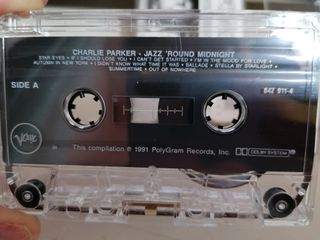 CHARLIE PARKER - JAZZ 'ROUND MIDNIGHT
STAR EYES • IF I SHOULD LOSE YOU • I CAN'T GET STARTED • I'M IN THE MOOD FOR LOVE •
AUTUMN IN NEW YORK • I DIDN'T KNOW WHAT TIME IT WAS • BALLADE • STELLA BY STARLIGHT •
SUMMERTIME • OUT OF NOWHERE
SIDE A
847 911-4
Verve
This compilation ℗ 1991 PolyGram Records, Inc.
DOLBY SYSTEM